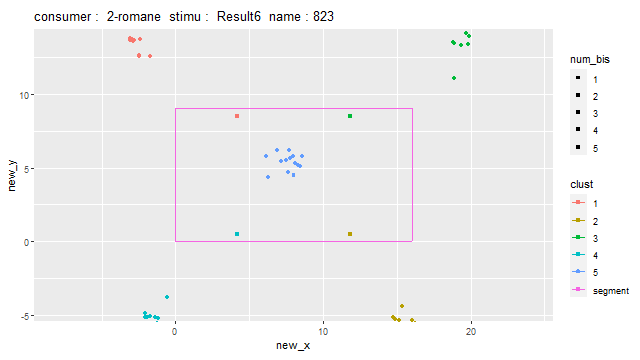 consumer :  2-romane  stimu :  Result6  name : 823
10
5
0
-5
new_y
0
10
20
new_x
num_bis
1
2
3
4
5
clust
1
2
3
4
5
segment